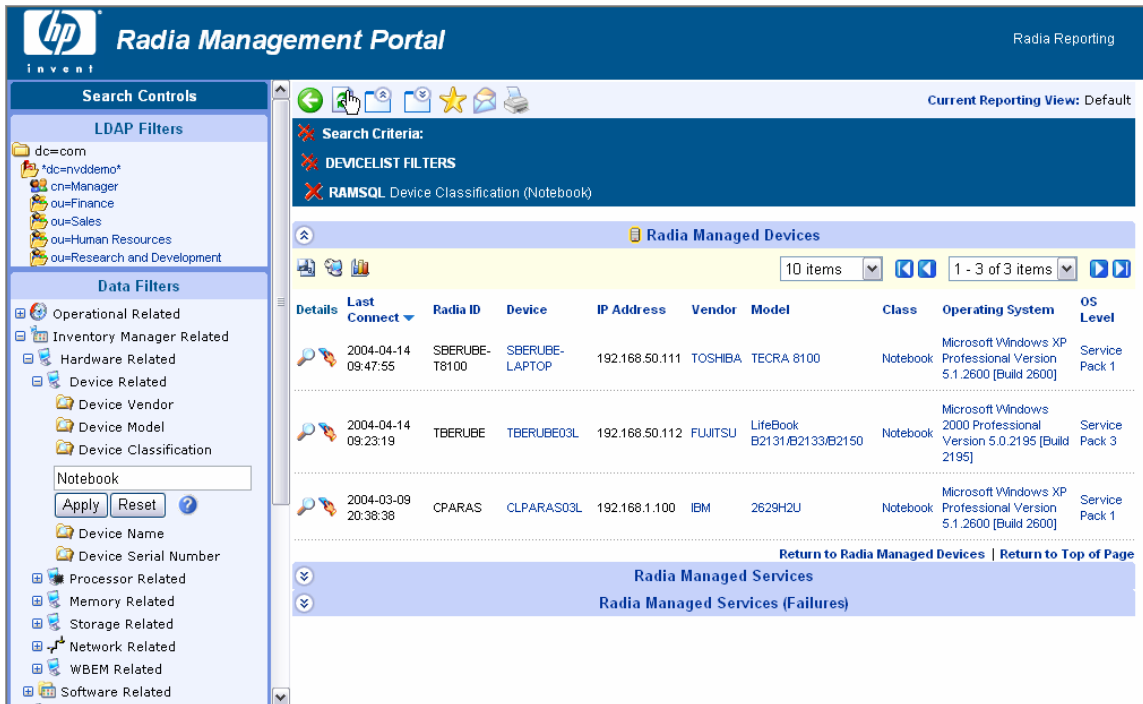 hp
invent
Radia Management Portal
Radia Reporting
Search Controls
LDAP Filters
dc=com
*dc=nvddemo*
cn=Manager
ou=Finance
ou=Sales
ou=Human Resources
ou=Research and Development
Data Filters
Operational Related
Inventory Manager Related
Hardware Related
Device Related
Device Vendor
Device Model
Device Classification
Notebook
Apply Reset ?
Device Name
Device Serial Number
Processor Related
Memory Related
Storage Related
Network Related
WBEM Related
Software Related
Current Reporting View: Default
Search Criteria:
DEVICELIST FILTERS
RAMSQL Device Classification (Notebook)
Radia Managed Devices
10 items 1 - 3 of 3 items
Details Last Connect Radia ID Device IP Address Vendor Model Class Operating System OS Level
2004-04-14 09:47:55 SBERUBE-T8100 SBERUBE-LAPTOP 192.168.50.111 TOSHIBA TECRA 8100 Notebook Microsoft Windows XP Professional Version 5.1.2600 [Build 2600] Service Pack 1
2004-04-14 09:23:19 TBERUBE TBERUBE03L 192.168.50.112 FUJITSU LifeBook B2131/B2133/B2150 Notebook Microsoft Windows 2000 Professional Version 5.0.2195 [Build 2195] Service Pack 3
2004-03-09 20:38:38 CPARAS CLPARAS03L 192.168.1.100 IBM 2629H2U Notebook Microsoft Windows XP Professional Version 5.1.2600 [Build 2600] Service Pack 1
Return to Radia Managed Devices | Return to Top of Page
Radia Managed Services
Radia Managed Services (Failures)